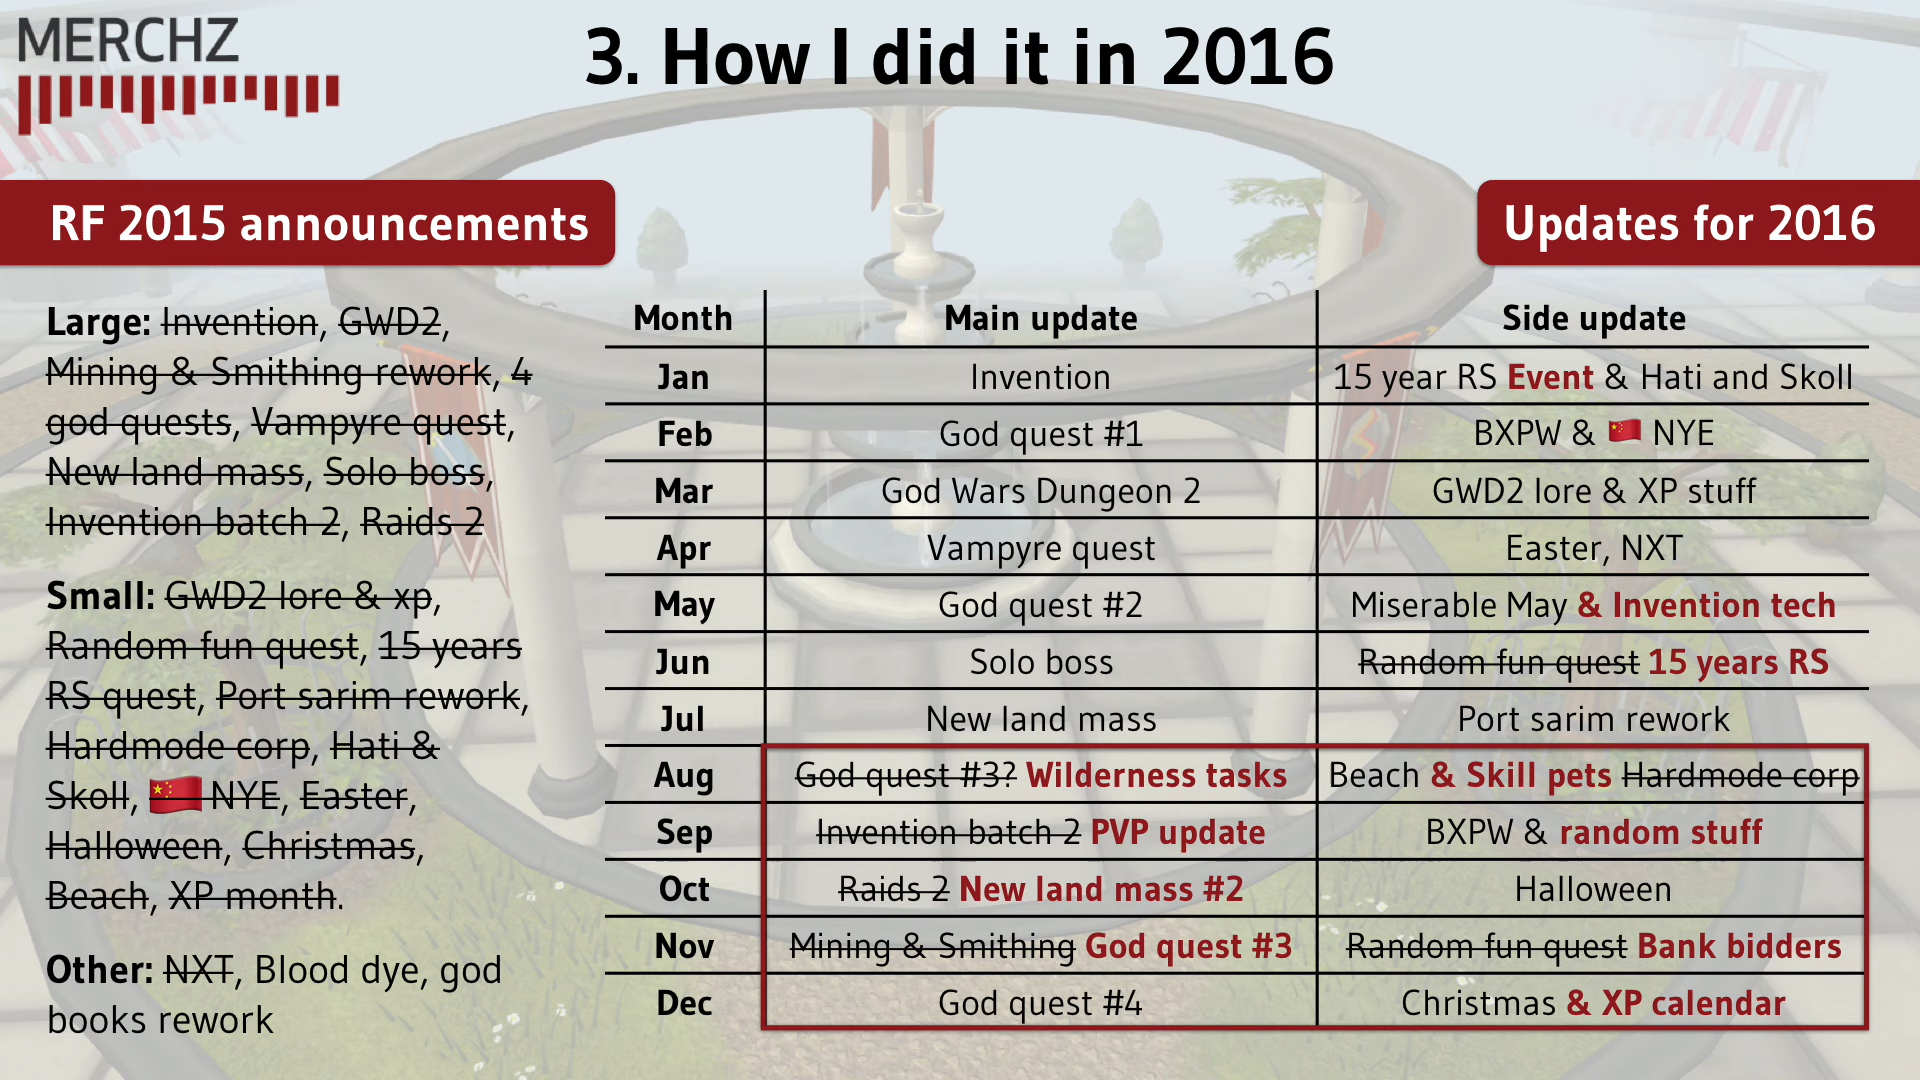 MERCHZ
3. How I did it in 2016
RF 2015 announcements
Updates for 2016
Large: Invention, GWD2,
Mining & Smithing rework, 4
god quests, Vampyre quest,
New land mass, Solo boss,
Invention batch 2, Raids 2
Small: GWD2 lore & xp,
Random fun quest, 15 years
RS quest, Port sarim rework,
Hardmode corp, Hati &
Skoll, 🇨🇳 NYE, Easter,
Halloween, Christmas,
Beach, XP month.
Other: NXT, Blood dye, god
books rework
Month Main update Side update
Jan Invention 15 year RS Event & Hati and Skoll
Feb God quest #1 BXPW & 🇨🇳 NYE
Mar God Wars Dungeon 2 GWD2 lore & XP stuff
Apr Vampyre quest Easter, NXT
May God quest #2 Miserable May & Invention tech
Jun Solo boss Random fun quest 15 years RS
Jul New land mass Port sarim rework
Aug God quest #3? Wilderness tasks Beach & Skill pets Hardmode corp
Sep Invention batch 2 PVP update BXPW & random stuff
Oct Raids 2 New land mass #2 Halloween
Nov Mining & Smithing God quest #3 Random fun quest Bank bidders
Dec God quest #4 Christmas & XP calendar